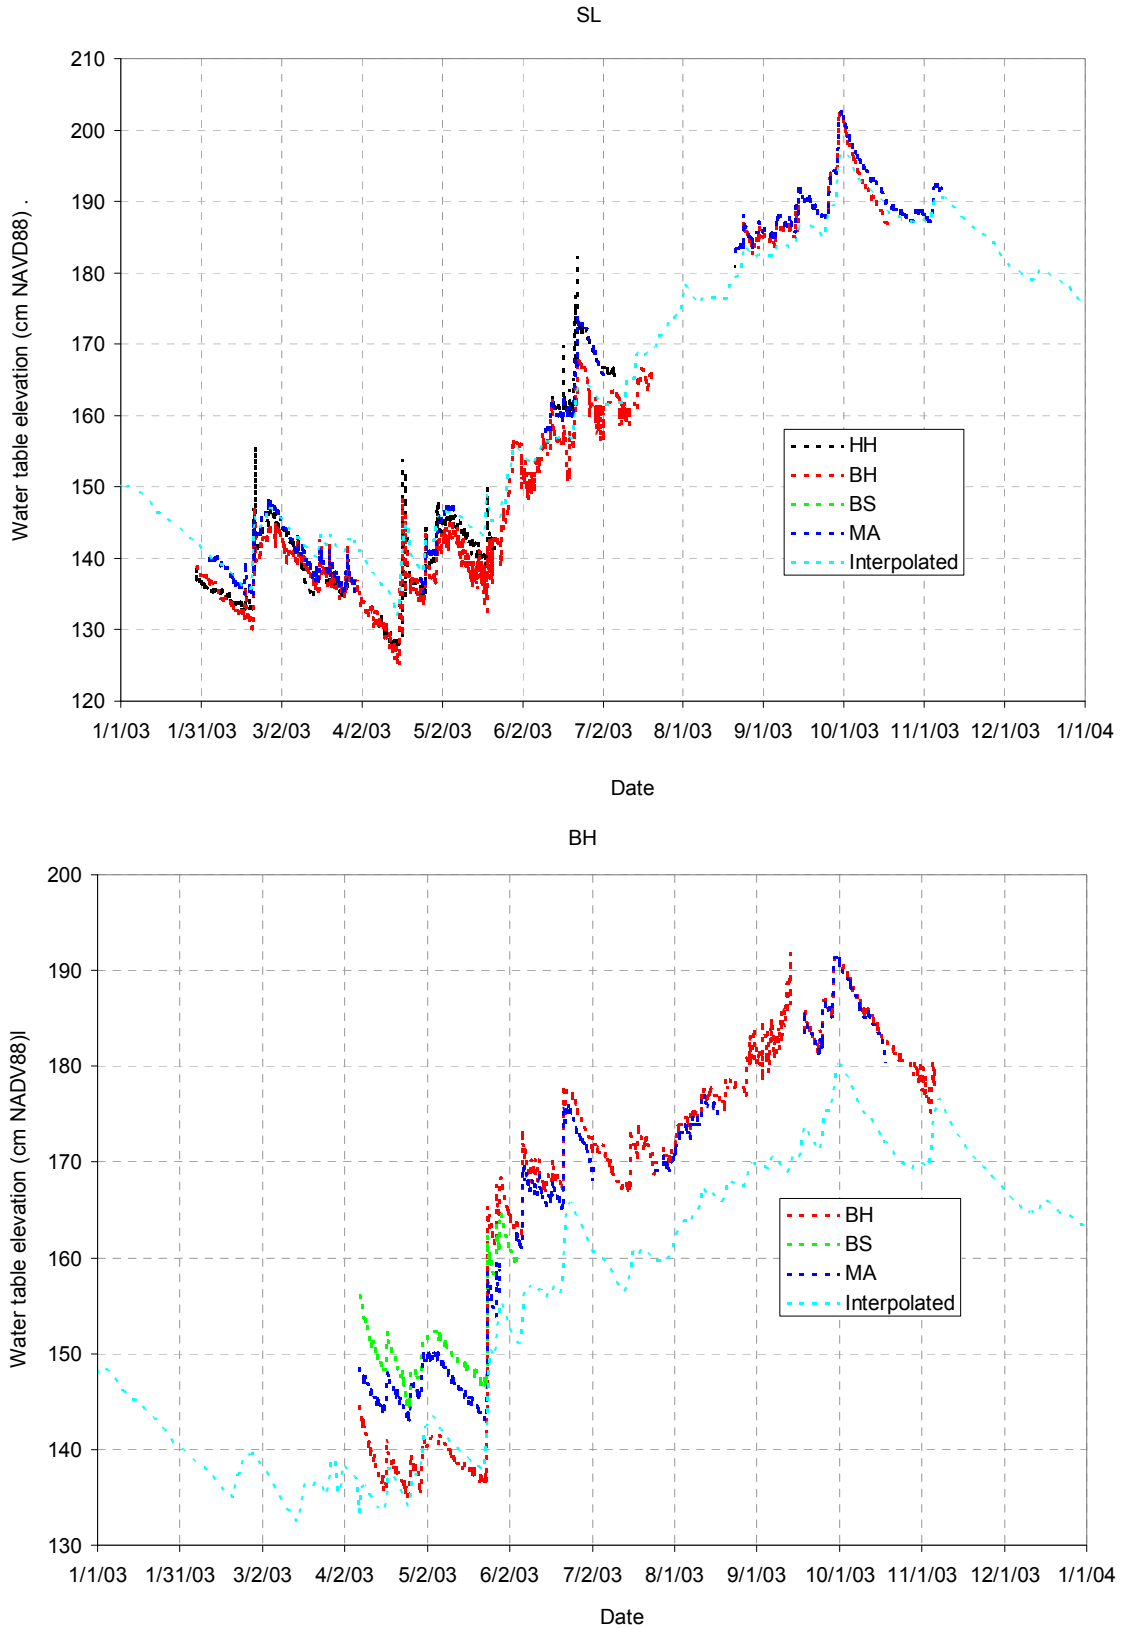 SL
210
200
190
180
170
160
150
140
130
120
Water table elevation (cm NAVD88) .
HH
BH
BS
MA
Interpolated
1/1/03 1/31/03 3/2/03 4/2/03 5/2/03 6/2/03 7/2/03 8/1/03 9/1/03 10/1/03 11/1/03 12/1/03 1/1/04
Date
BH
200
190
180
170
160
150
140
130
Water table elevation (cm NADV88)l
BH
BS
MA
Interpolated
1/1/03 1/31/03 3/2/03 4/2/03 5/2/03 6/2/03 7/2/03 8/1/03 9/1/03 10/1/03 11/1/03 12/1/03 1/1/04
Date